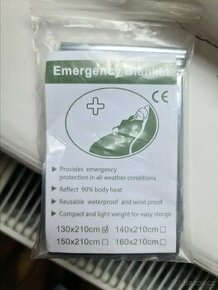 Emergency Blanket
CE
➤ Provides emergency
protection in all weather conditions
➤ Reflect 90% body heat
➤ Reusable waterproof and wind proof
➤ Compact and light weight for easy storge
130x210cm☑ 140x210cm☐
150x210cm☐ 160x210cm☐